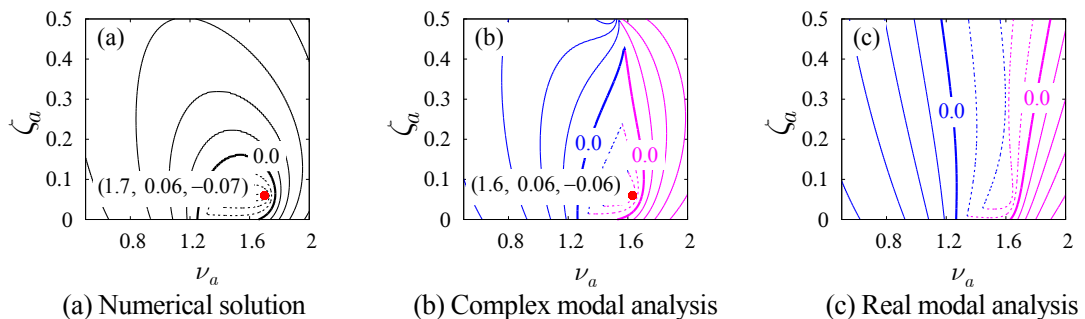 0.5
0.4
0.3
0.2
0.1
0
ζa
(a)
0.0
(1.7, 0.06, −0.07)
0.8
1.2
1.6
2
νa
(a) Numerical solution
0.5
0.4
0.3
0.2
0.1
0
ζa
(b)
0.0
0.0
(1.6, 0.06, −0.06)
0.8
1.2
1.6
2
νa
(b) Complex modal analysis
0.5
0.4
0.3
0.2
0.1
0
ζa
(c)
0.0
0.0
0.8
1.2
1.6
2
νa
(c) Real modal analysis